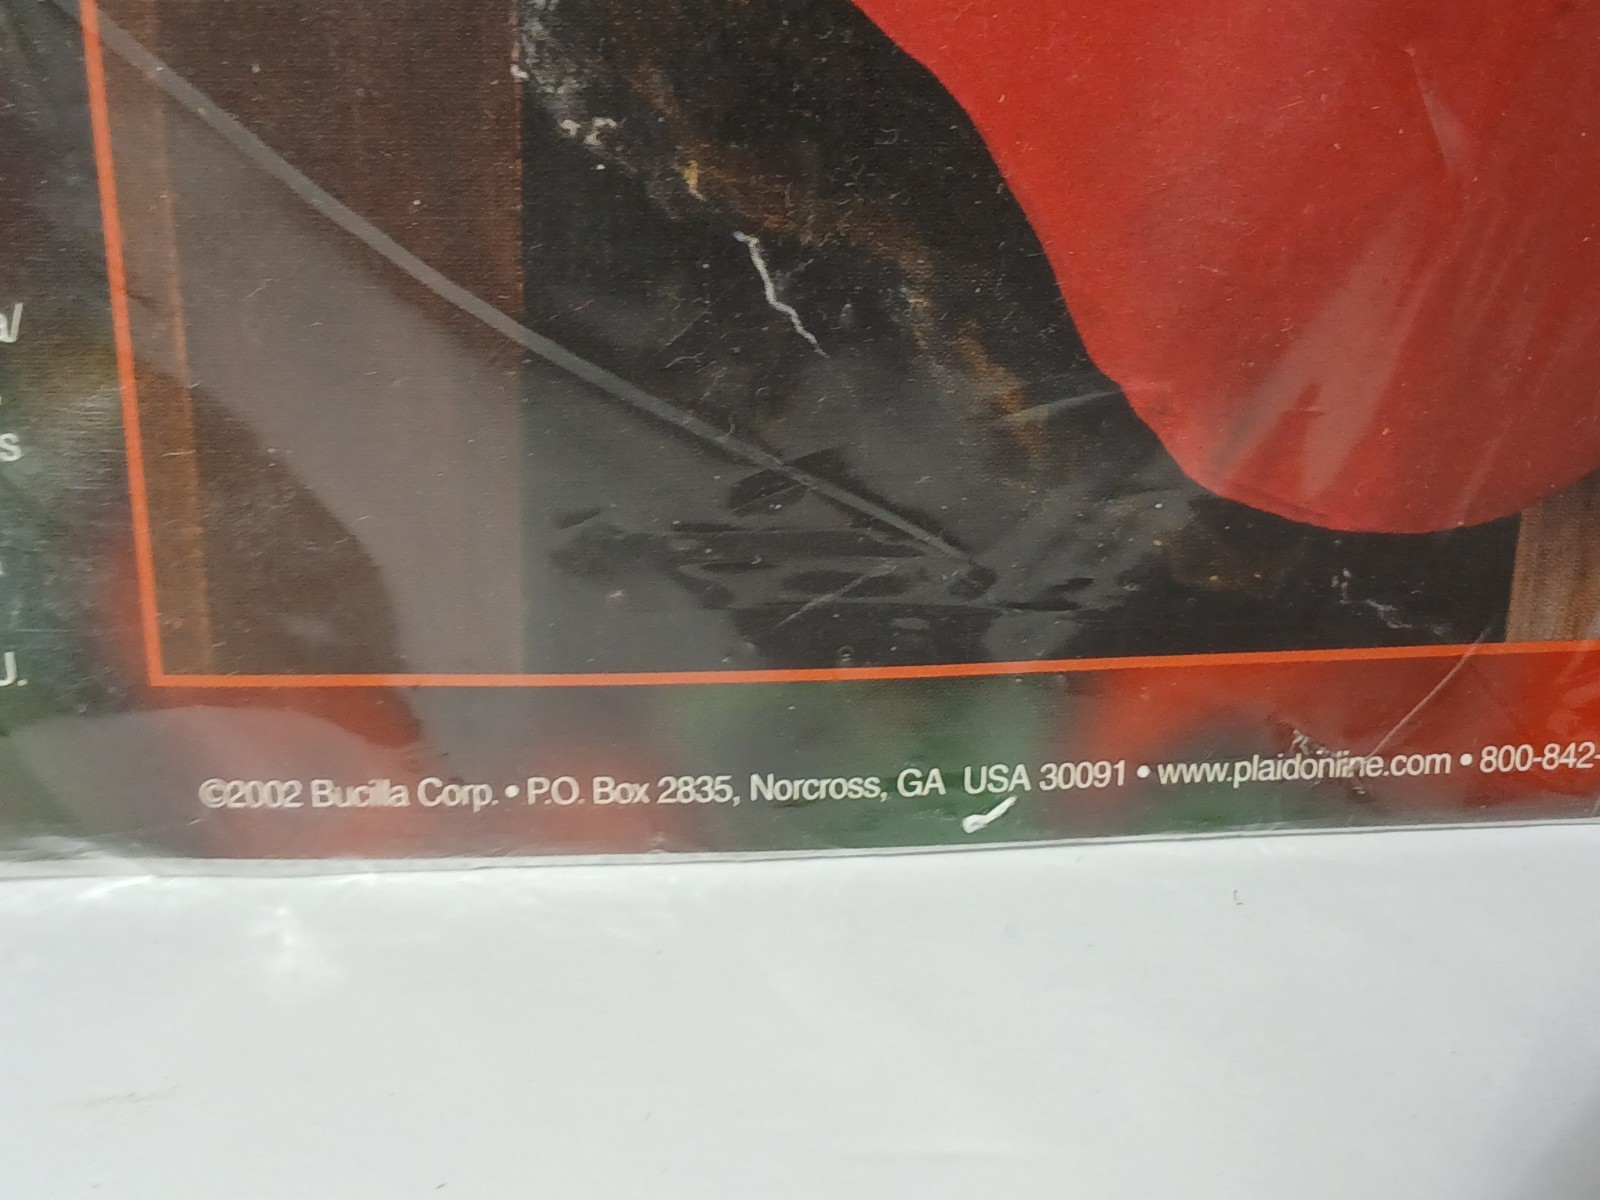 a/
s
U.
©2002 Bucilla Corp. • P.O. Box 2835, Norcross, GA USA 30091 • www.plaidonline.com • 800-842-